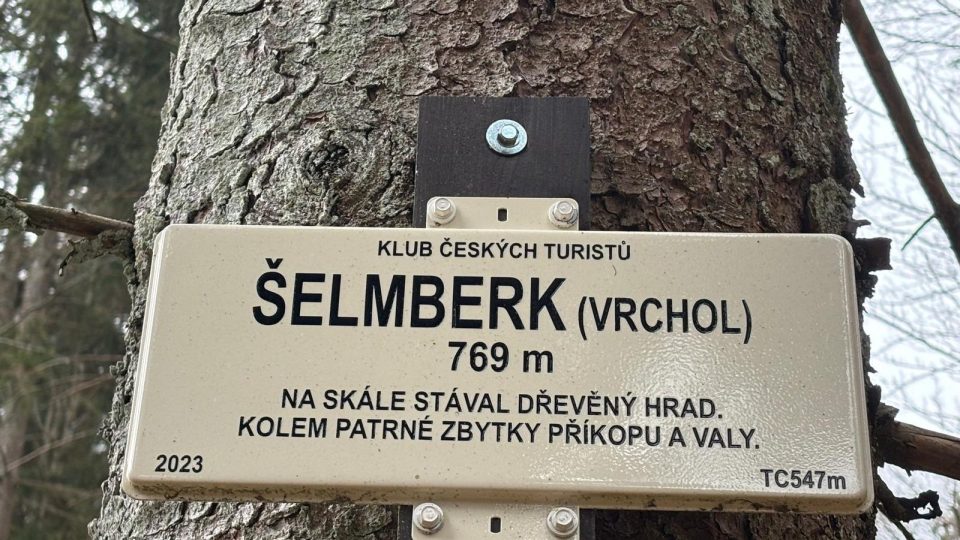 KLUB ČESKÝCH TURISTŮ
ŠELMBERK (VRCHOL)
769 m
NA SKÁLE STÁVAL DŘEVĚNÝ HRAD.
KOLEM PATRNÉ ZBYTKY PŘÍKOPU A VALY.
2023 TC547m